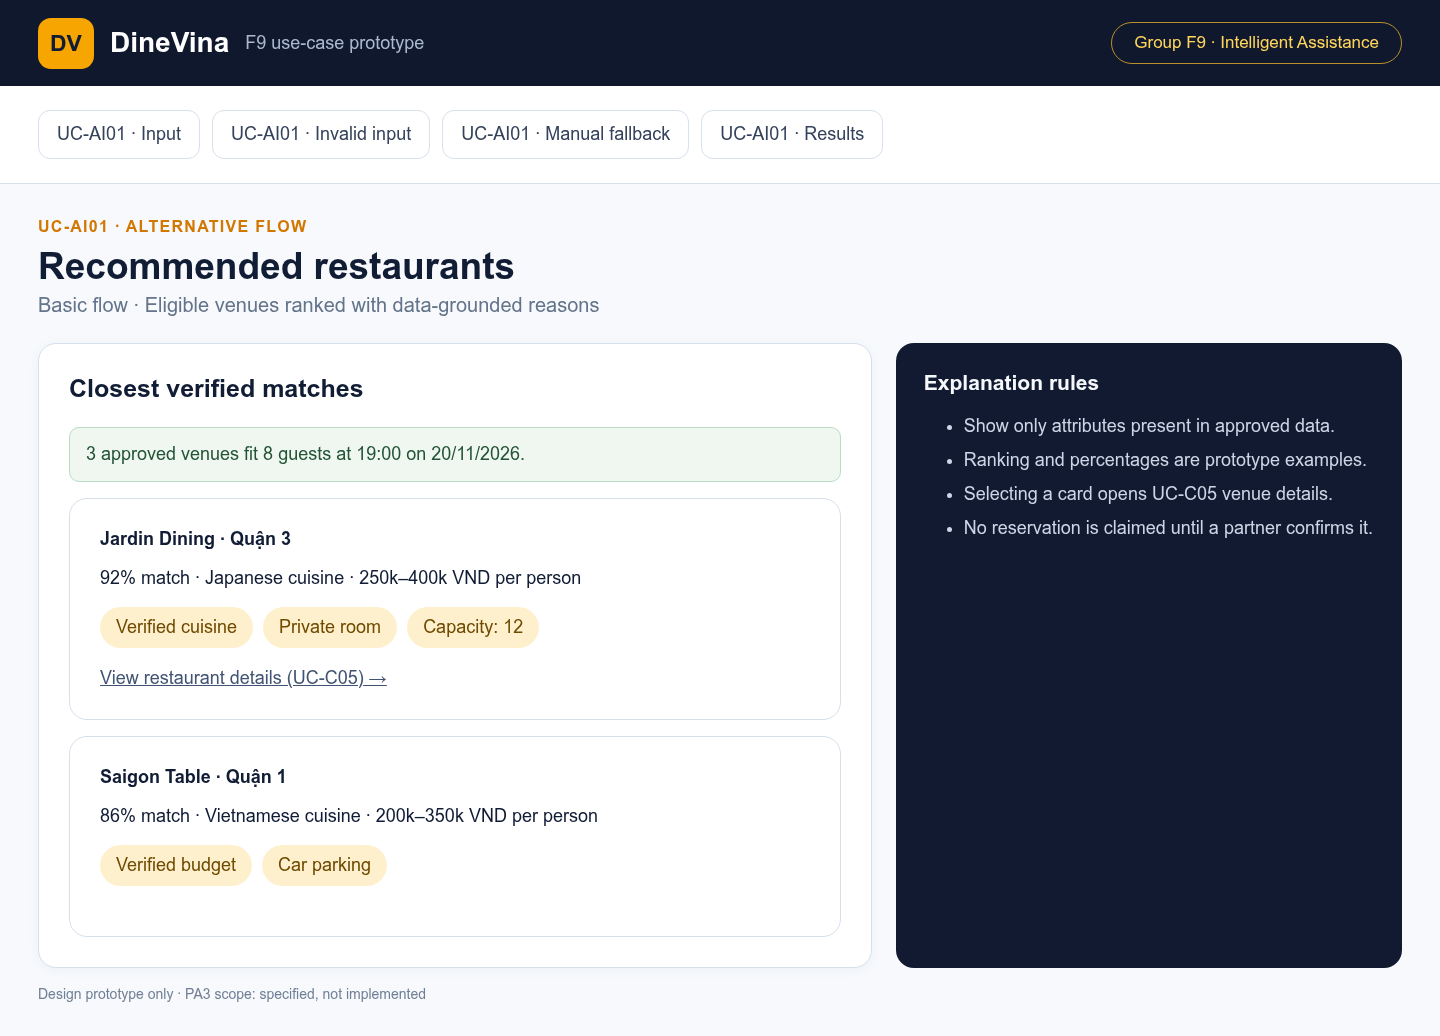 DV
DineVina
F9 use-case prototype
Group F9 · Intelligent Assistance
UC-AI01 · Input
UC-AI01 · Invalid input
UC-AI01 · Manual fallback
UC-AI01 · Results
UC-AI01 · ALTERNATIVE FLOW
Recommended restaurants
Basic flow · Eligible venues ranked with data-grounded reasons
Closest verified matches
3 approved venues fit 8 guests at 19:00 on 20/11/2026.
Jardin Dining · Quận 3
92% match · Japanese cuisine · 250k–400k VND per person
Verified cuisine
Private room
Capacity: 12
View restaurant details (UC-C05) →
Saigon Table · Quận 1
86% match · Vietnamese cuisine · 200k–350k VND per person
Verified budget
Car parking
Explanation rules
• Show only attributes present in approved data.
• Ranking and percentages are prototype examples.
• Selecting a card opens UC-C05 venue details.
• No reservation is claimed until a partner confirms it.
Design prototype only · PA3 scope: specified, not implemented